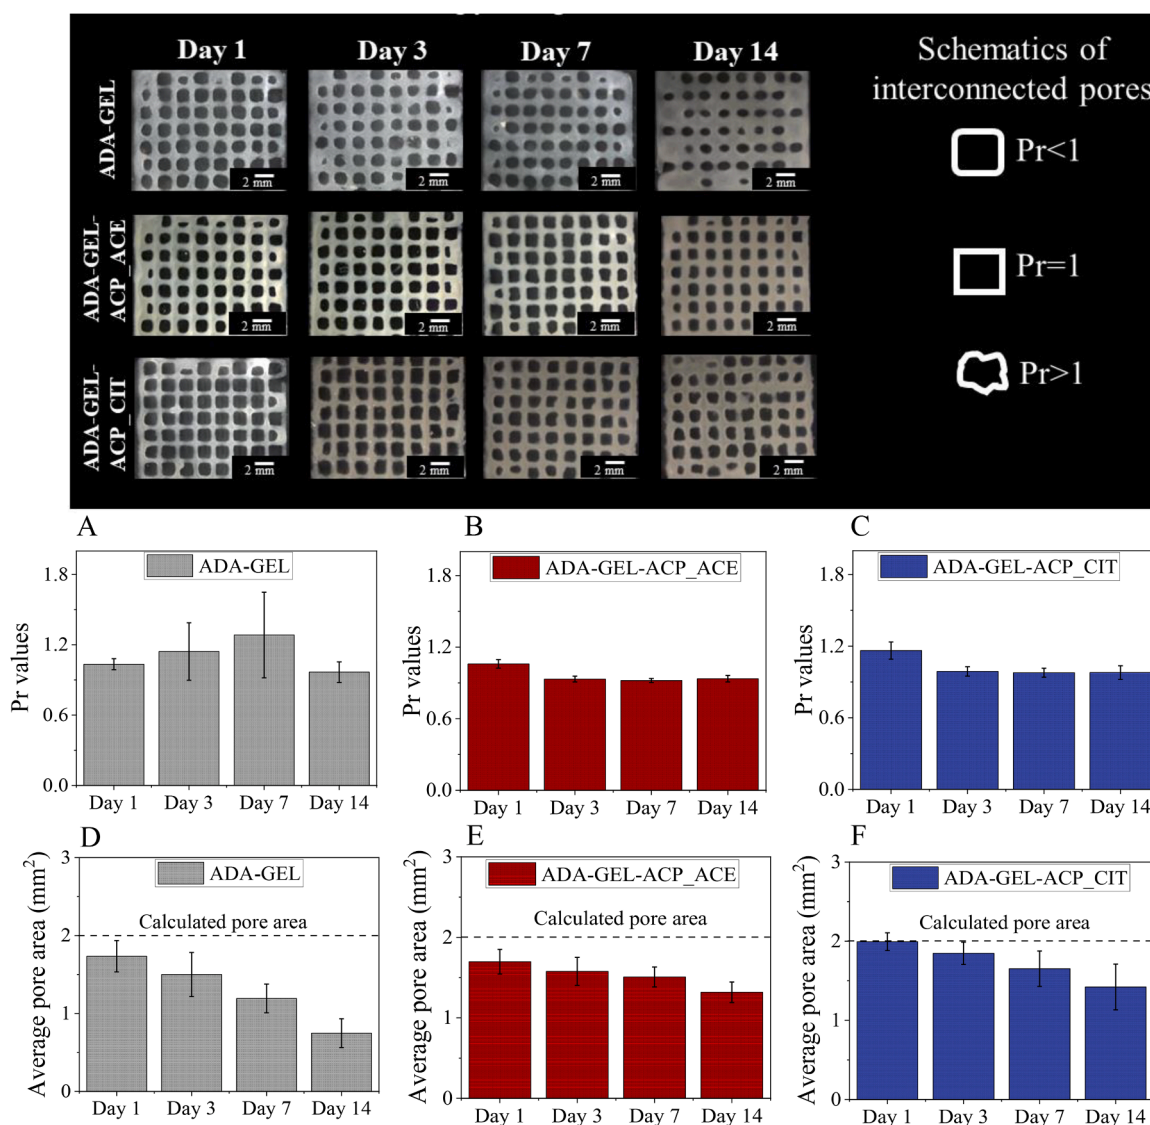 Day 1 Day 3 Day 7 Day 14
Schematics of
interconnected pores
ADA-GEL
2 mm 2 mm 2 mm 2 mm
Pr<1
ADA-GEL-
ACP_ACE
2 mm 2 mm 2 mm 2 mm
Pr=1
ADA-GEL-
ACP_CIT
2 mm 2 mm 2 mm 2 mm
Pr>1
A
ADA-GEL
Pr values
1.8
1.2
0.6
0.0
Day 1 Day 3 Day 7 Day 14
B
ADA-GEL-ACP_ACE
Pr values
1.8
1.2
0.6
0.0
Day 1 Day 3 Day 7 Day 14
C
ADA-GEL-ACP_CIT
Pr values
1.8
1.2
0.6
0.0
Day 1 Day 3 Day 7 Day 14
D
ADA-GEL
Average pore area (mm²)
Calculated pore area
3
2
1
0
Day 1 Day 3 Day 7 Day 14
E
ADA-GEL-ACP_ACE
Average pore area (mm²)
Calculated pore area
3
2
1
0
Day 1 Day 3 Day 7 Day 14
F
ADA-GEL-ACP_CIT
Average pore area (mm²)
Calculated pore area
3
2
1
0
Day 1 Day 3 Day 7 Day 14